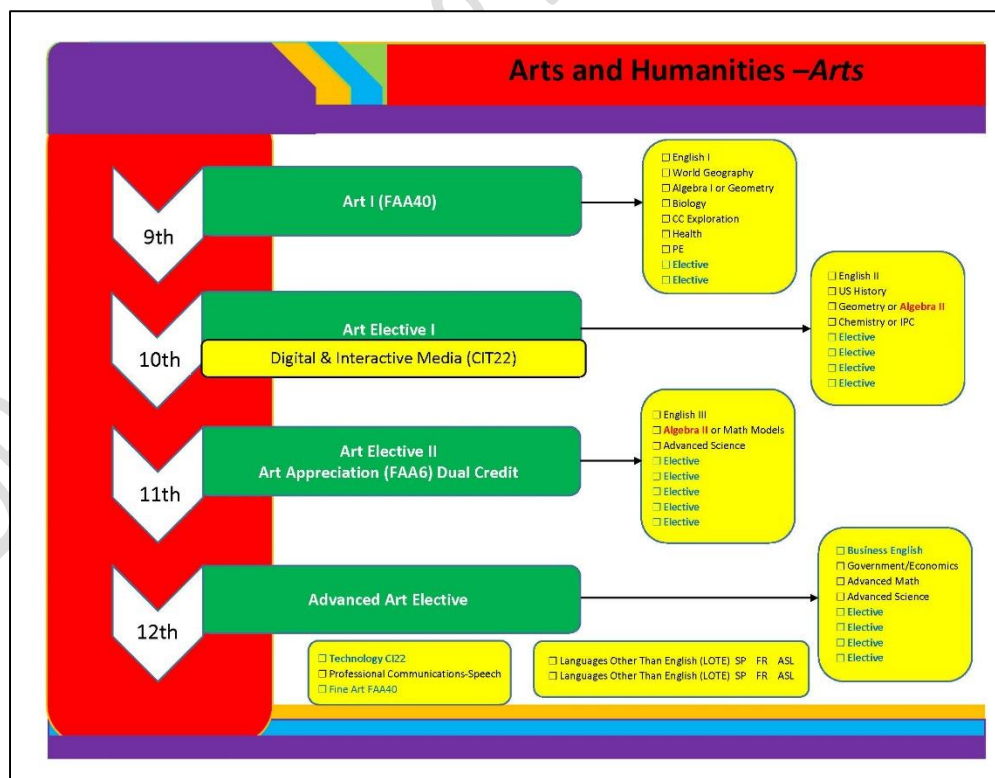 Arts and Humanities –Arts
9th
Art I (FAA40)
☐ English I
☐ World Geography
☐ Algebra I or Geometry
☐ Biology
☐ CC Exploration
☐ Health
☐ PE
☐ Elective
☐ Elective
10th
Art Elective I
Digital & Interactive Media (CIT22)
☐ English II
☐ US History
☐ Geometry or Algebra II
☐ Chemistry or IPC
☐ Elective
☐ Elective
☐ Elective
☐ Elective
11th
Art Elective II
Art Appreciation (FAA6) Dual Credit
☐ English III
☐ Algebra II or Math Models
☐ Advanced Science
☐ Elective
☐ Elective
☐ Elective
☐ Elective
☐ Elective
12th
Advanced Art Elective
☐ Business English
☐ Government/Economics
☐ Advanced Math
☐ Advanced Science
☐ Elective
☐ Elective
☐ Elective
☐ Elective
☐ Technology CI22
☐ Professional Communications-Speech
☐ Fine Art FAA40
☐ Languages Other Than English (LOTE) SP FR ASL
☐ Languages Other Than English (LOTE) SP FR ASL